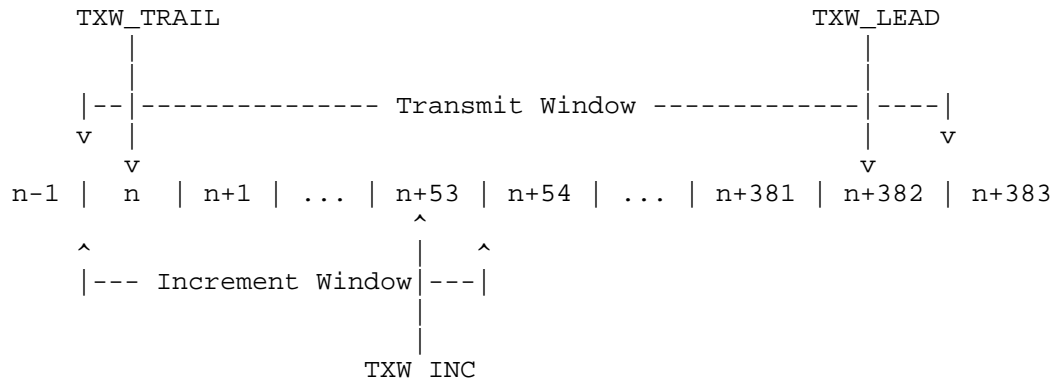 TXW_TRAIL TXW_LEAD
|--|--------------- Transmit Window -------------|----|
n-1 | n | n+1 | ... | n+53 | n+54 | ... | n+381 | n+382 | n+383
|--- Increment Window|---|
TXW_INC